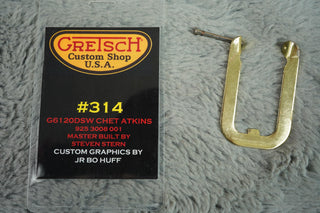 GRETSCH
Custom Shop
U.S.A.
#314
G6120DSW CHET ATKINS
925 3008 001
MASTER BUILT BY
STEVEN STERN
CUSTOM GRAPHICS BY
JR BO HUFF